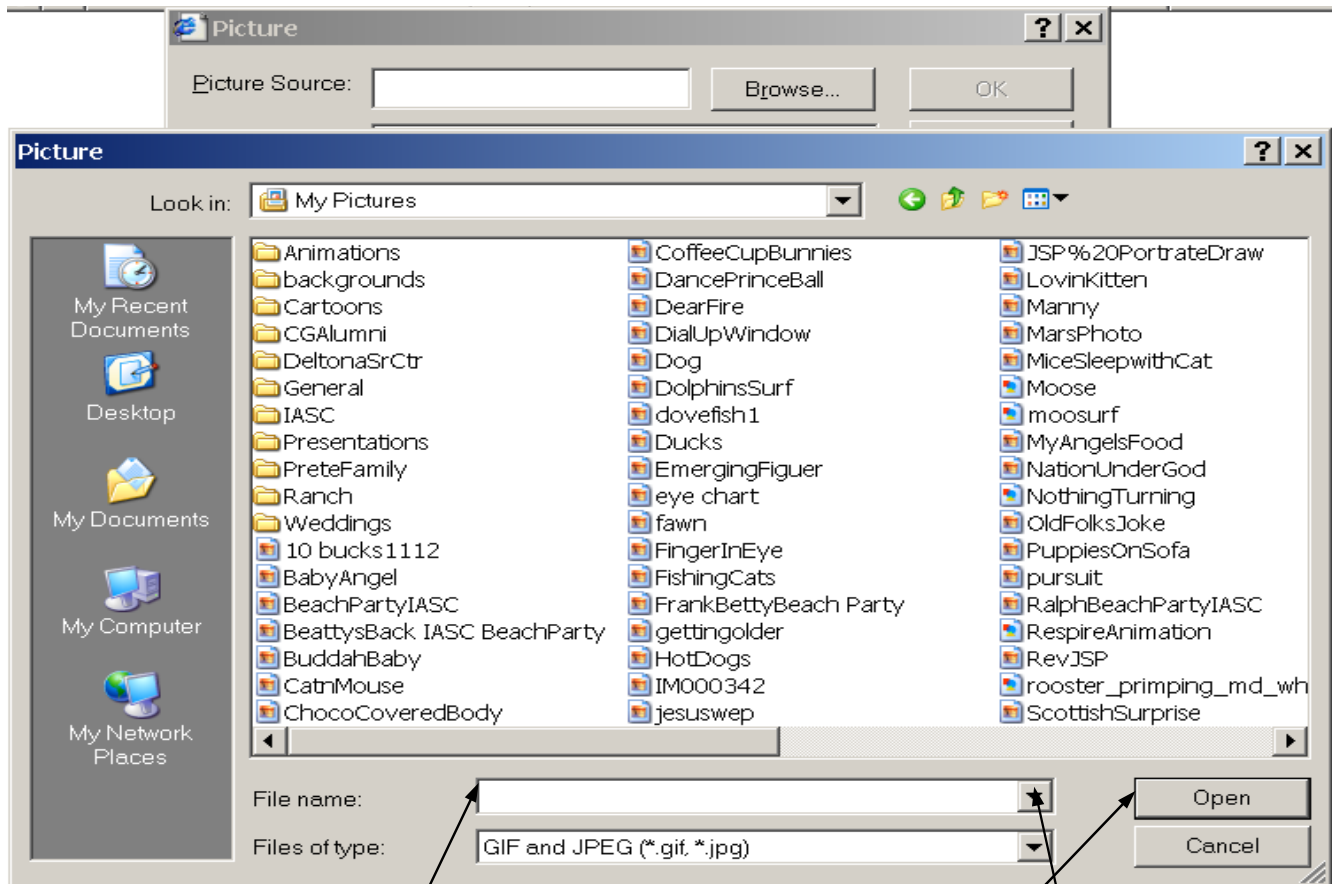 Picture
Picture Source:
Browse...
OK
Picture
Look in:
My Pictures
My Recent
Documents
Desktop
My Documents
My Computer
My Network
Places
Animations
backgrounds
Cartoons
CGAlumni
DeltonaSrCtr
General
IASC
Presentations
PreteFamily
Ranch
Weddings
10 bucks1112
BabyAngel
BeachPartyIASC
BeattysBack IASC BeachParty
BuddahBaby
CatnMouse
ChocoCoveredBody
CoffeeCupBunnies
DancePrinceBall
DearFire
DialUpWindow
Dog
DolphinsSurf
dovefish1
Ducks
EmergingFiguer
eye chart
fawn
FingerInEye
FishingCats
FrankBettyBeach Party
gettingolder
HotDogs
IM000342
jesuswep
JSP%20PortrateDraw
LovinKitten
Manny
MarsPhoto
MiceSleepwithCat
Moose
moosurf
MyAngelsFood
NationUnderGod
NothingTurning
OldFolksJoke
PuppiesOnSofa
pursuit
RalphBeachPartyIASC
RespireAnimation
RevJSP
rooster_primping_md_wh
ScottishSurprise
File name:
Open
Files of type:
GIF and JPEG (*.gif, *.jpg)
Cancel